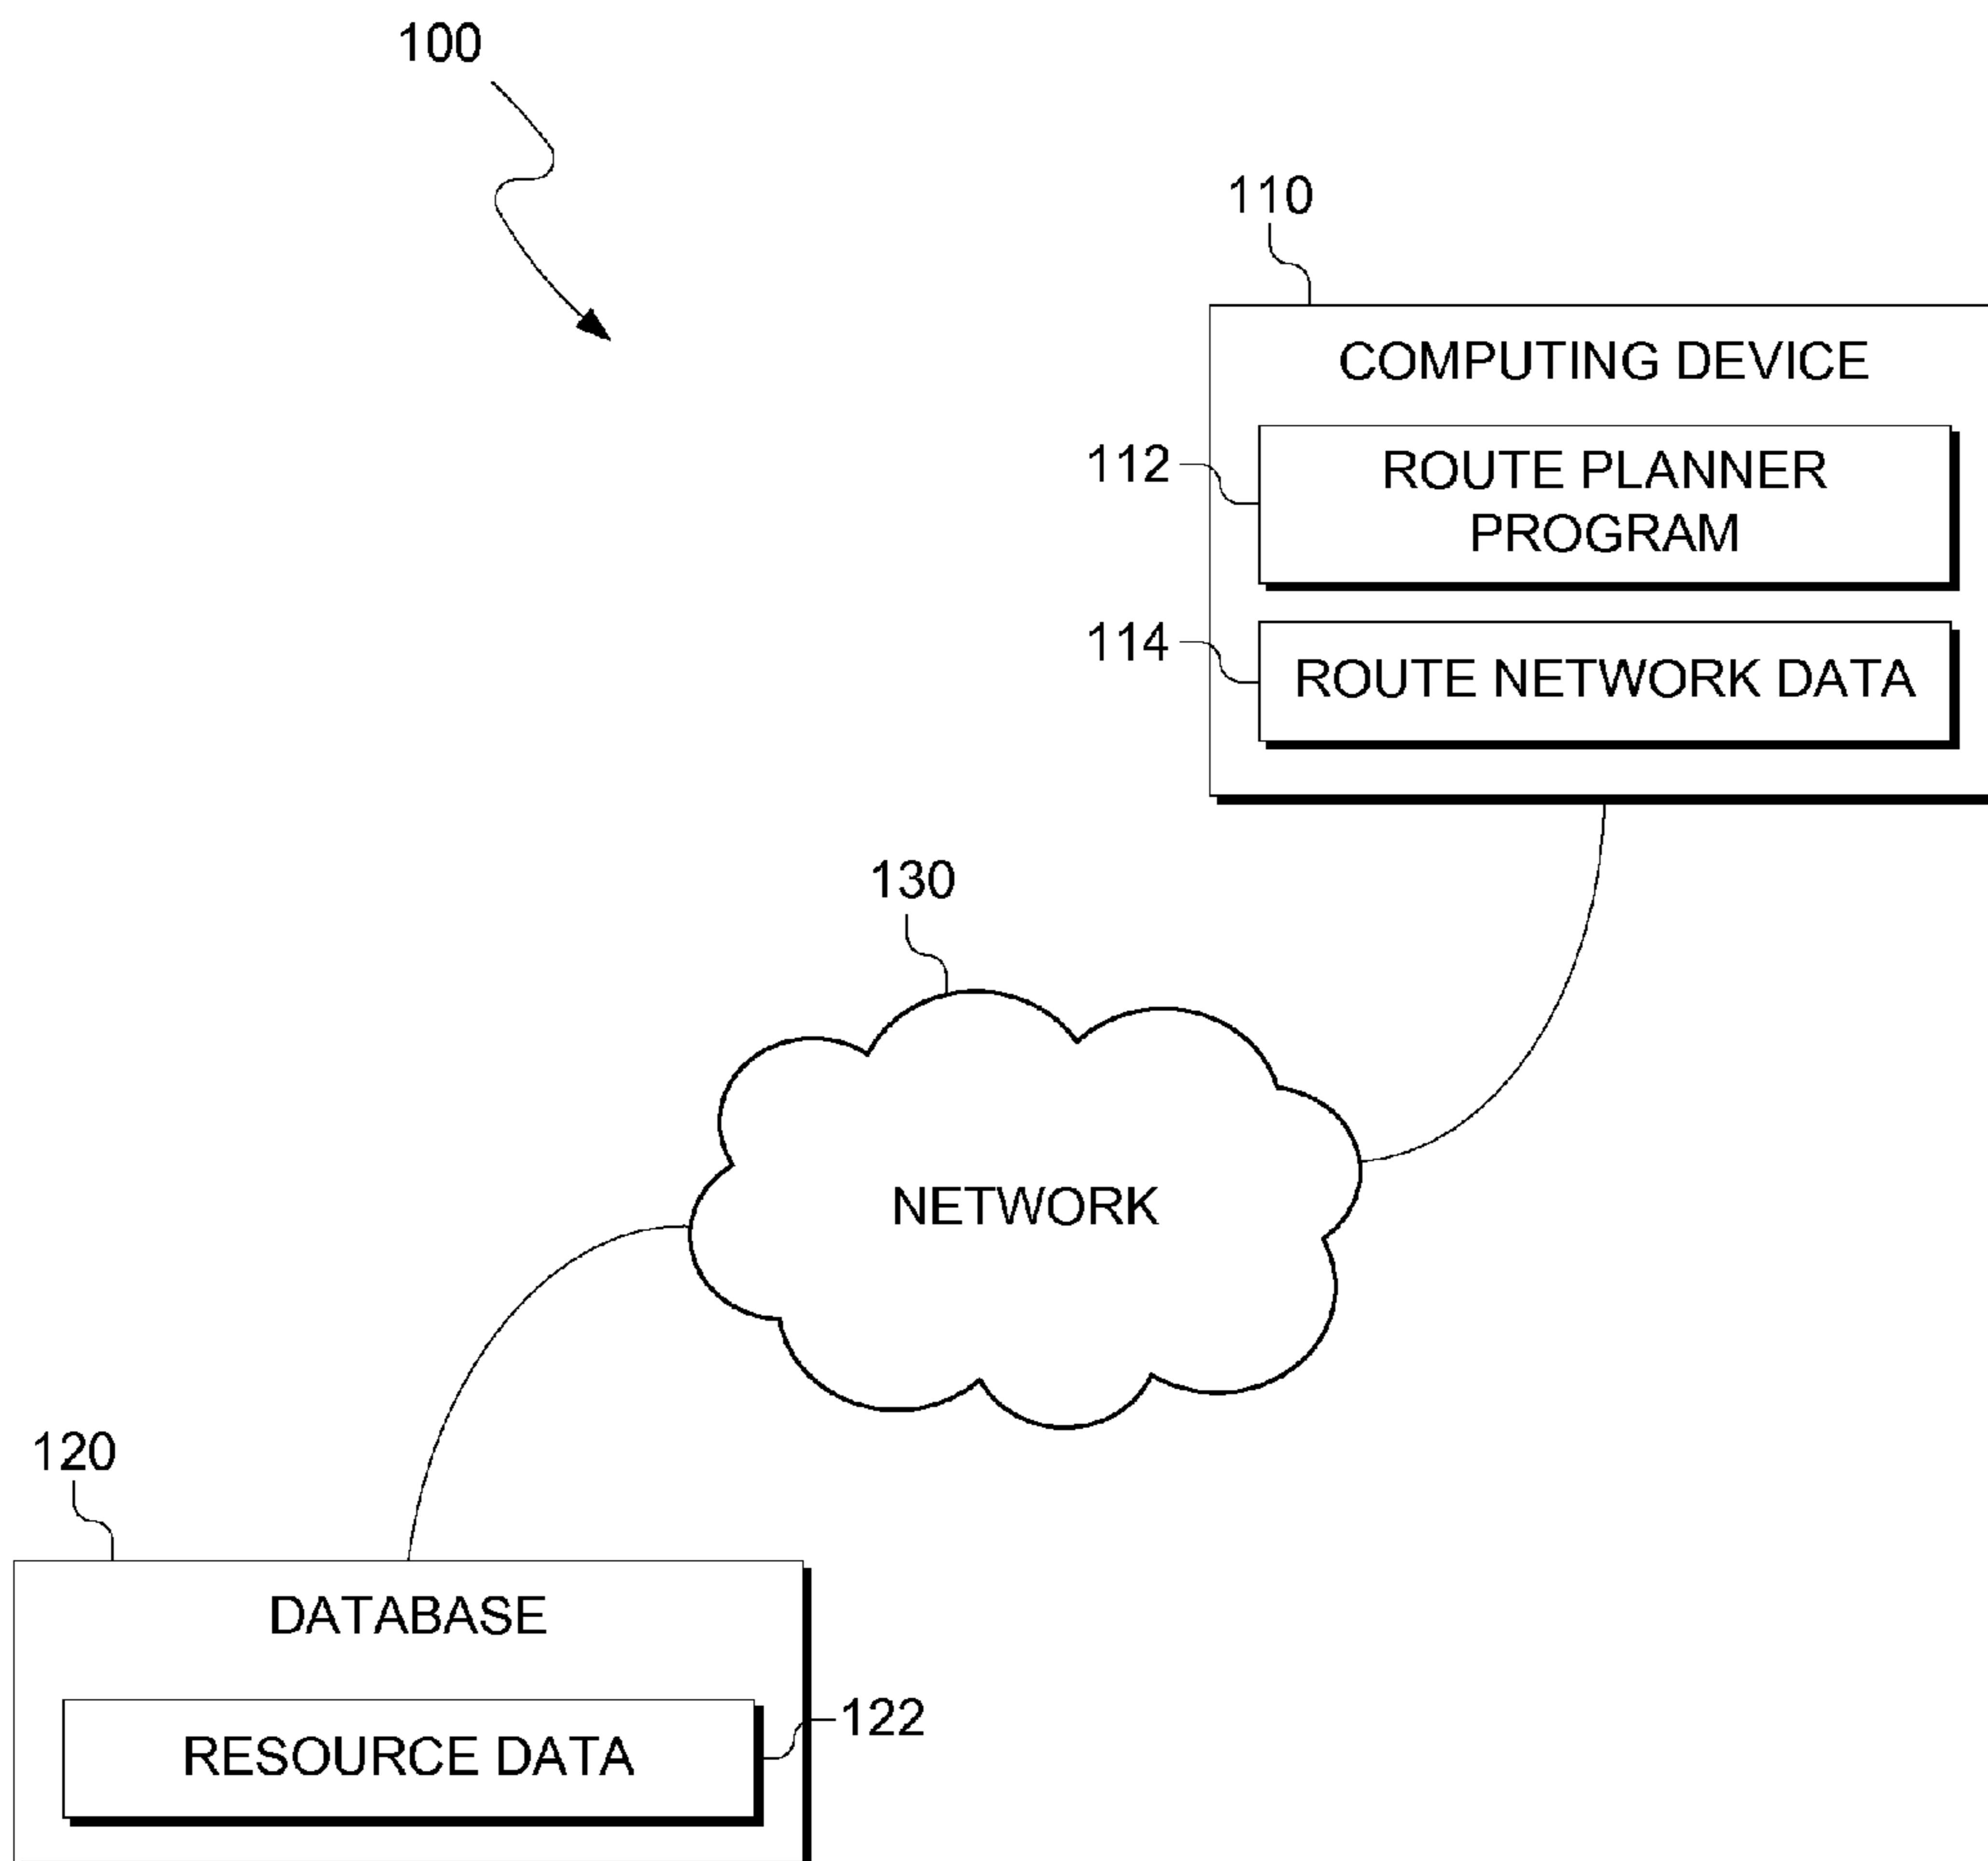 100
110
COMPUTING DEVICE
112
ROUTE PLANNER
PROGRAM
114
ROUTE NETWORK DATA
130
NETWORK
120
DATABASE
RESOURCE DATA
122